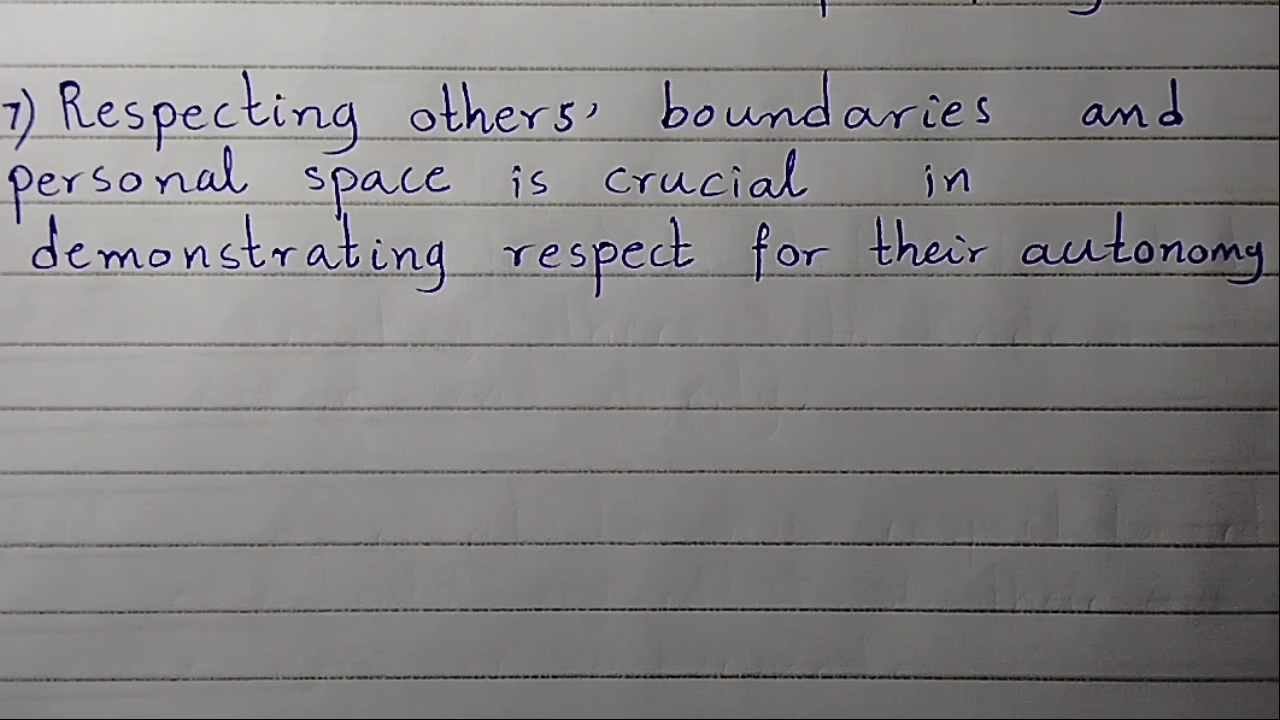 7) Respecting others' boundaries and
personal space is crucial in
demonstrating respect for their autonomy